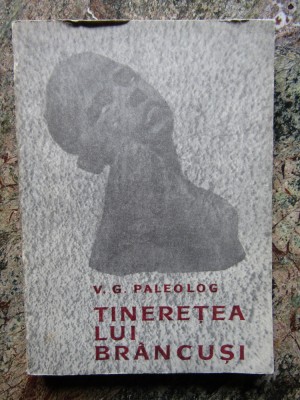 V. G. PALEOLOG
TINEREȚEA
LUI
BRÂNCUȘI